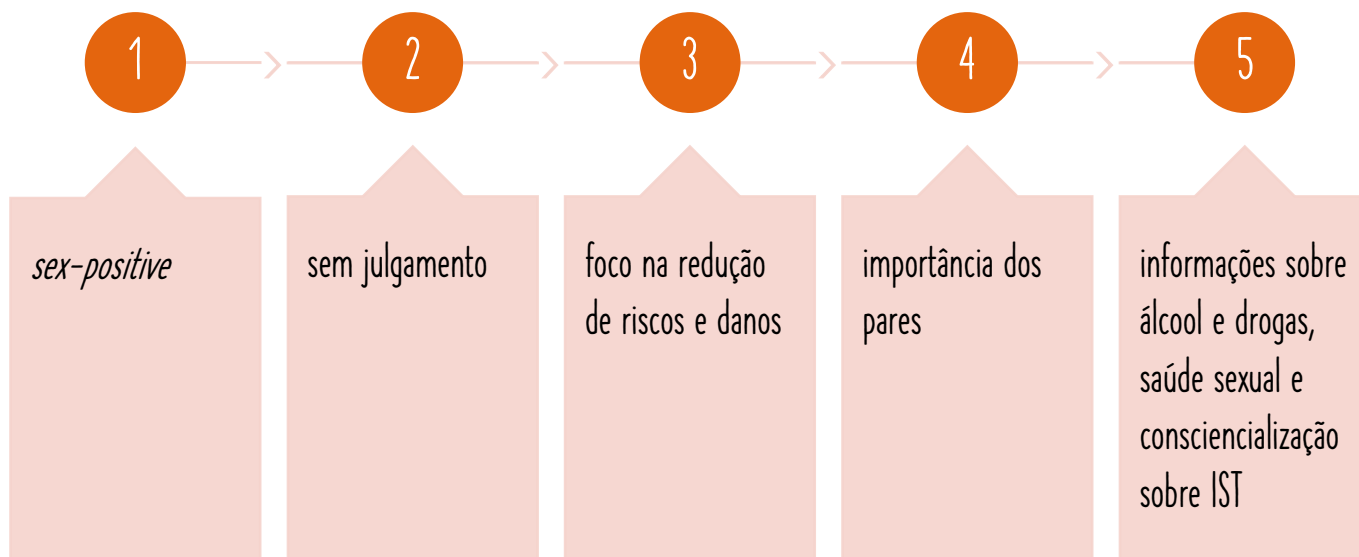 1
2
3
4
5
sex-positive
sem julgamento
foco na redução
de riscos e danos
importância dos
pares
informações sobre
álcool e drogas,
saúde sexual e
consciencialização
sobre IST